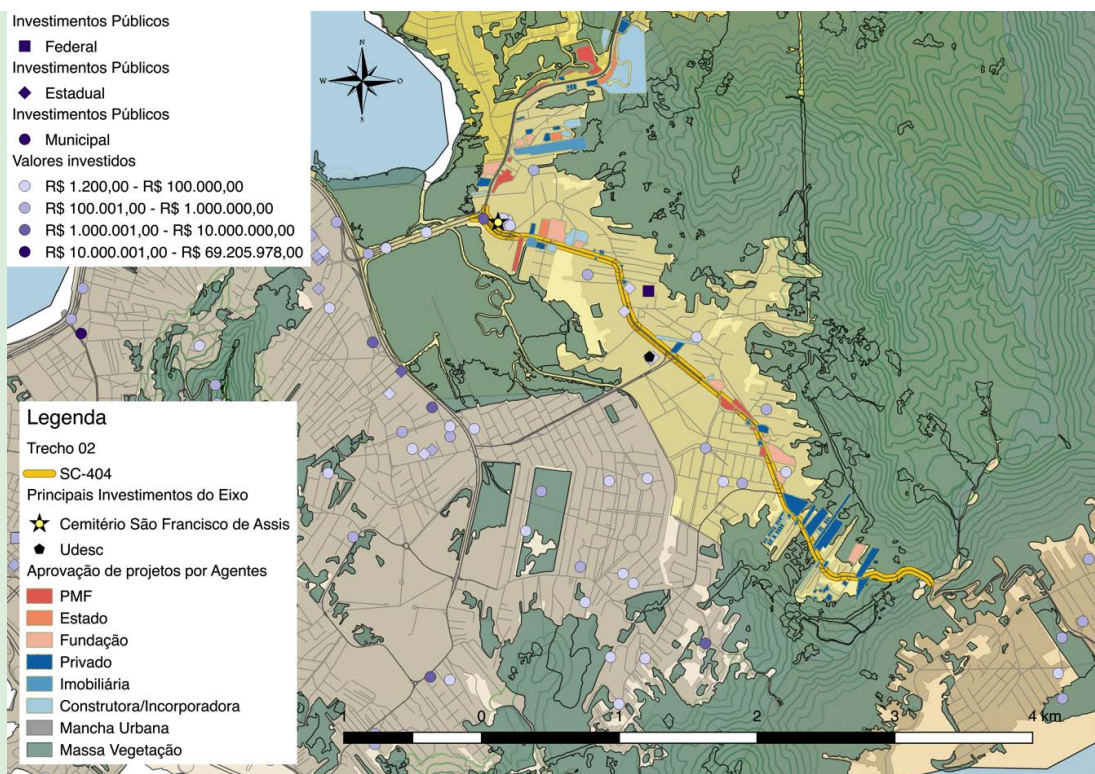 Investimentos Públicos
Federal
Investimentos Públicos
Estadual
Investimentos Públicos
Municipal
Valores investidos
R$ 1.200,00 - R$ 100.000,00
R$ 100.001,00 - R$ 1.000.000,00
R$ 1.000.001,00 - R$ 10.000.000,00
R$ 10.000.001,00 - R$ 69.205.978,00
N
W O
S
Legenda
Trecho 02
SC-404
Principais Investimentos do Eixo
Cemitério São Francisco de Assis
Udesc
Aprovação de projetos por Agentes
PMF
Estado
Fundação
Privado
Imobiliária
Construtora/Incorporadora
Mancha Urbana
Massa Vegetação
1 0 1 2 3 4 km